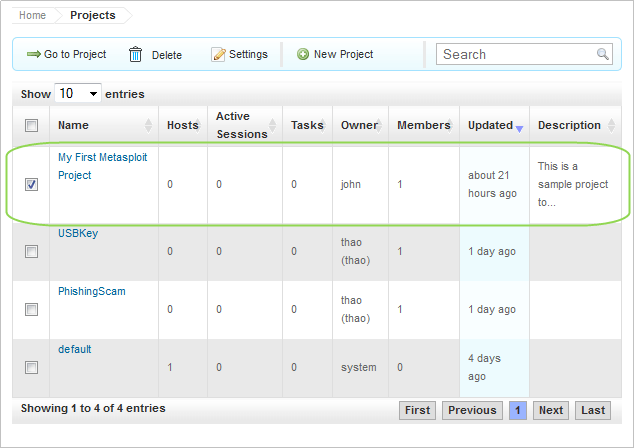 Home Projects
Go to Project Delete Settings New Project Search
Show 10 entries
Name Hosts Active Sessions Tasks Owner Members Updated Description
My First Metasploit Project 0 0 0 john 1 about 21 hours ago This is a sample project to...
USBKey 0 0 0 thao (thao) 1 1 day ago
PhishingScam 0 0 0 thao (thao) 1 1 day ago
default 1 0 0 system 0 4 days ago
Showing 1 to 4 of 4 entries First Previous 1 Next Last